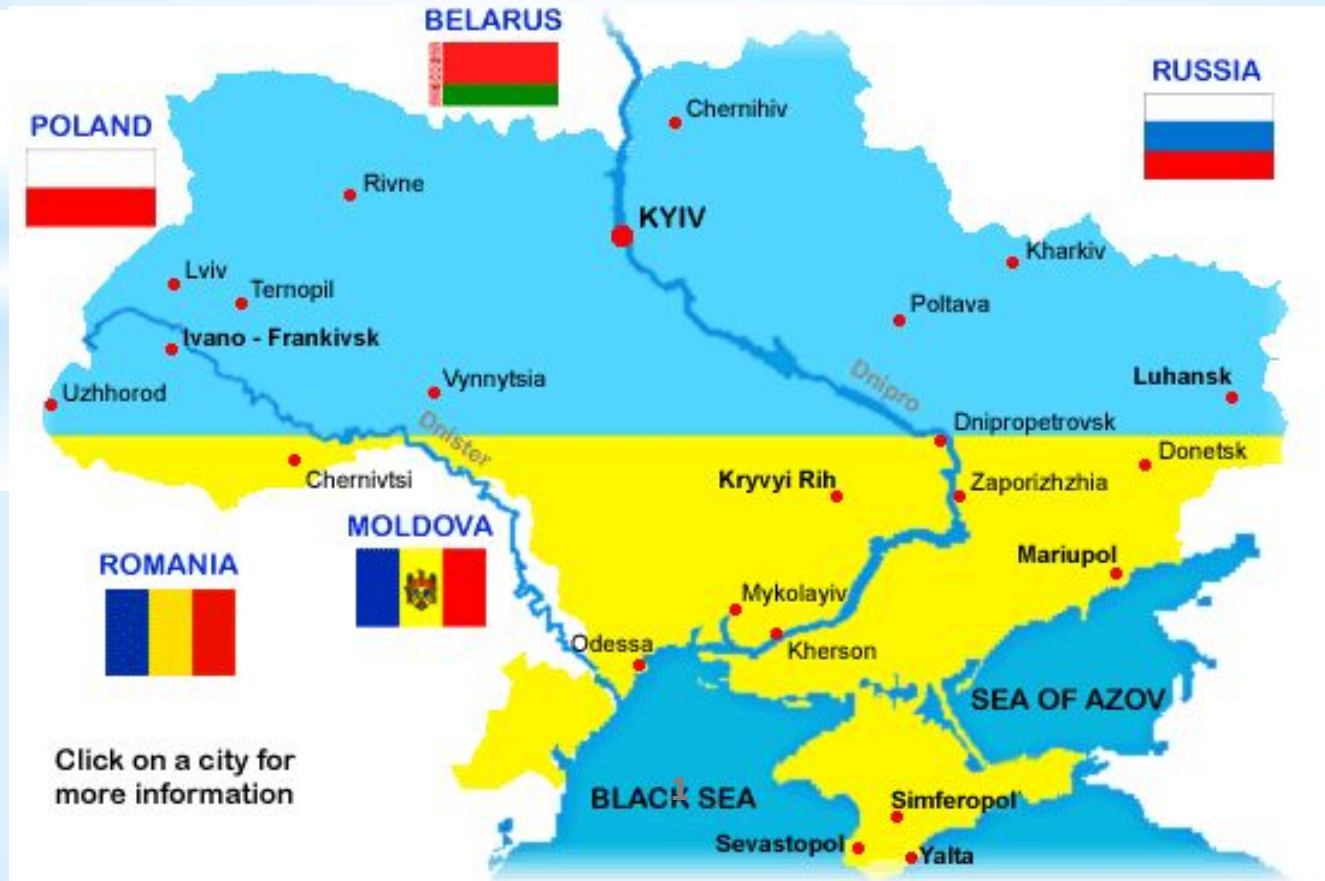 BELARUS
RUSSIA
POLAND
Chernihiv
Rivne
KYIV
Kharkiv
Lviv
Ternopil
Poltava
Ivano - Frankivsk
Dnipro
Luhansk
Uzhhorod
Vynnytsia
Dnister
Dnipropetrovsk
Donetsk
Chernivtsi
Kryvyi Rih
Zaporizhzhia
MOLDOVA
ROMANIA
Mariupol
Mykolayiv
Odessa
Kherson
SEA OF AZOV
Click on a city for
more information
BLACK SEA
1
Simferopol
Sevastopol
Yalta